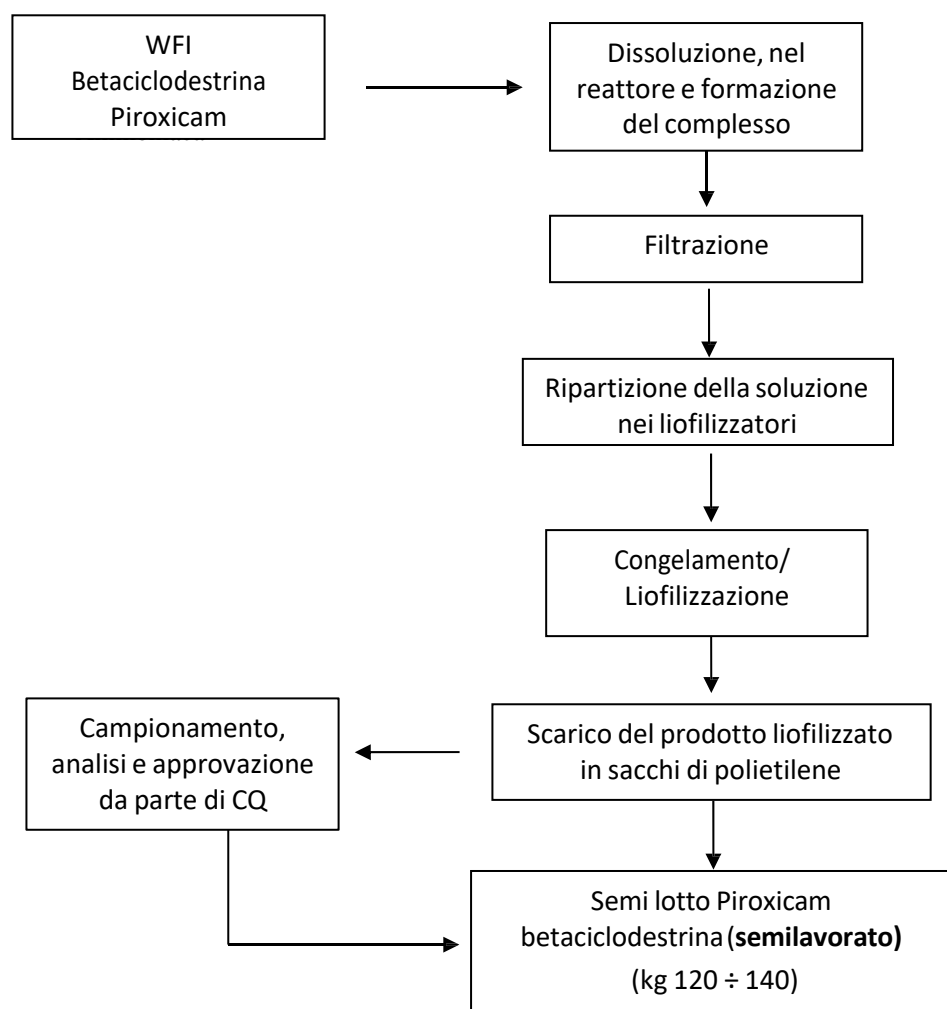 WFI
Betaciclodestrina
Piroxicam
Dissoluzione, nel
reattore e formazione
del complesso
Filtrazione
Ripartizione della soluzione
nei liofilizzatori
Congelamento/
Liofilizzazione
Scarico del prodotto liofilizzato
in sacchi di polietilene
Campionamento,
analisi e approvazione
da parte di CQ
Semi lotto Piroxicam
betaciclodestrina (semilavorato)
(kg 120 ÷ 140)